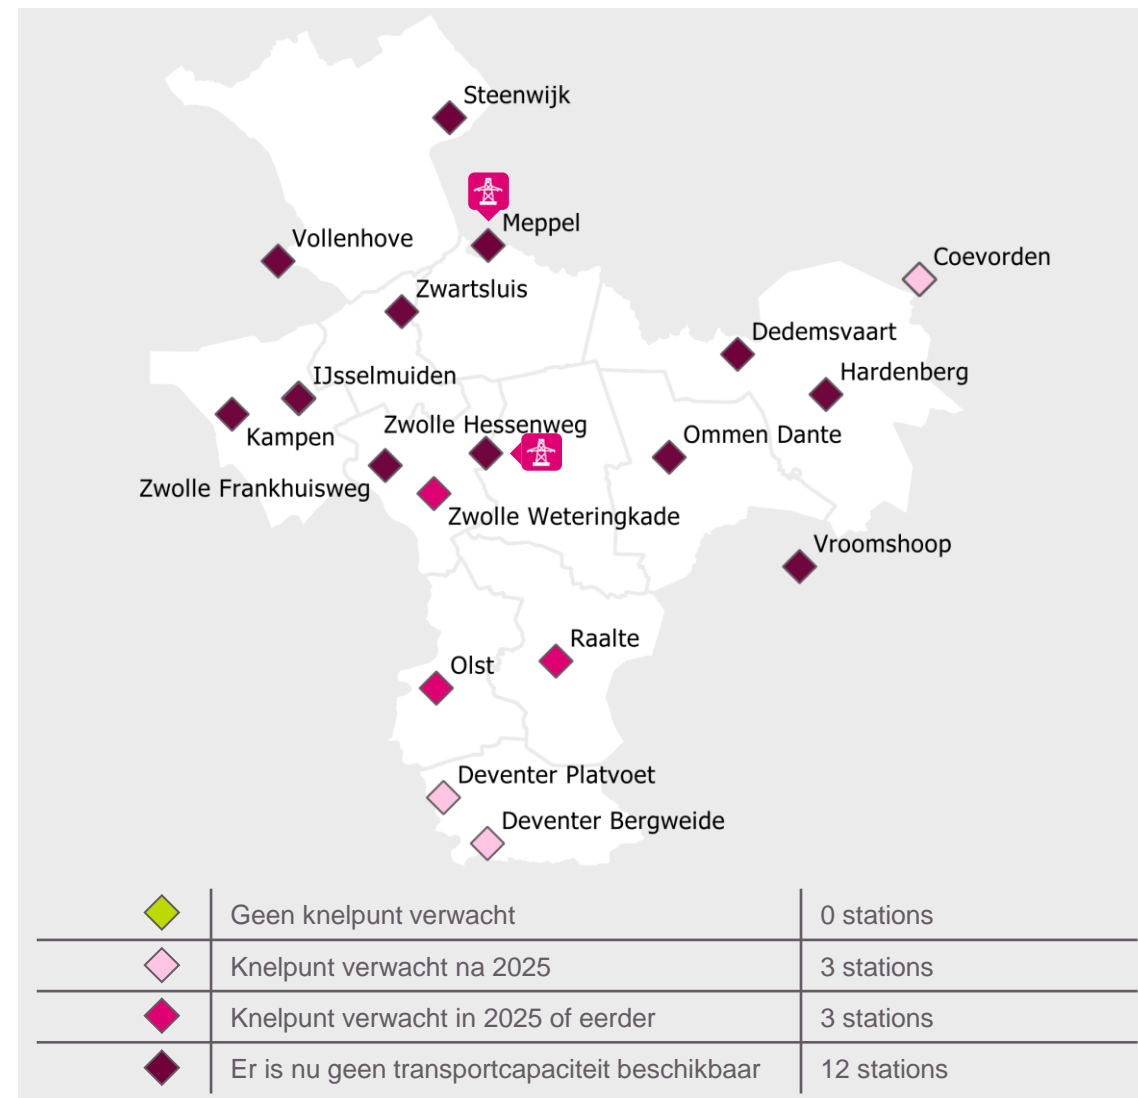 Steenwijk
Meppel
Vollenhove
Coevorden
Zwartsluis
Dedemsvaart
Hardenberg
IJsselmuiden
Zwolle Hessenweg
Kampen
Ommen Dante
Zwolle Frankhuisweg
Zwolle Weteringkade
Vroomshoop
Raalte
Olst
Deventer Platvoet
Deventer Bergweide
Geen knelpunt verwacht 0 stations
Knelpunt verwacht na 2025 3 stations
Knelpunt verwacht in 2025 of eerder 3 stations
Er is nu geen transportcapaciteit beschikbaar 12 stations